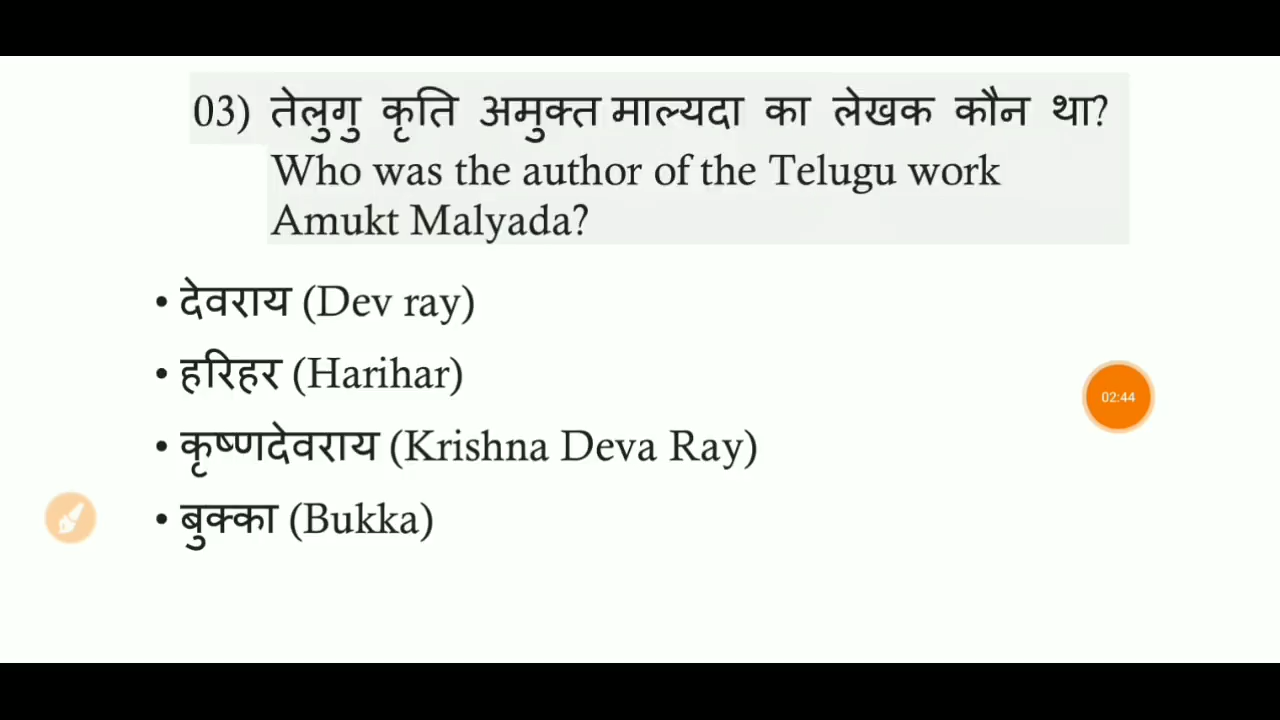 03) तेलुगु कृति अमुक्त माल्यदा का लेखक कौन था?
Who was the author of the Telugu work
Amukt Malyada?
• देवराय (Dev ray)
• हरिहर (Harihar)
• कृष्णदेवराय (Krishna Deva Ray)
• बुक्का (Bukka)
02:44